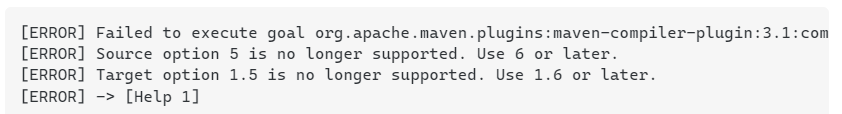 [ERROR] Failed to execute goal org.apache.maven.plugins:maven-compiler-plugin:3.1:com
[ERROR] Source option 5 is no longer supported. Use 6 or later.
[ERROR] Target option 1.5 is no longer supported. Use 1.6 or later.
[ERROR] -> [Help 1]